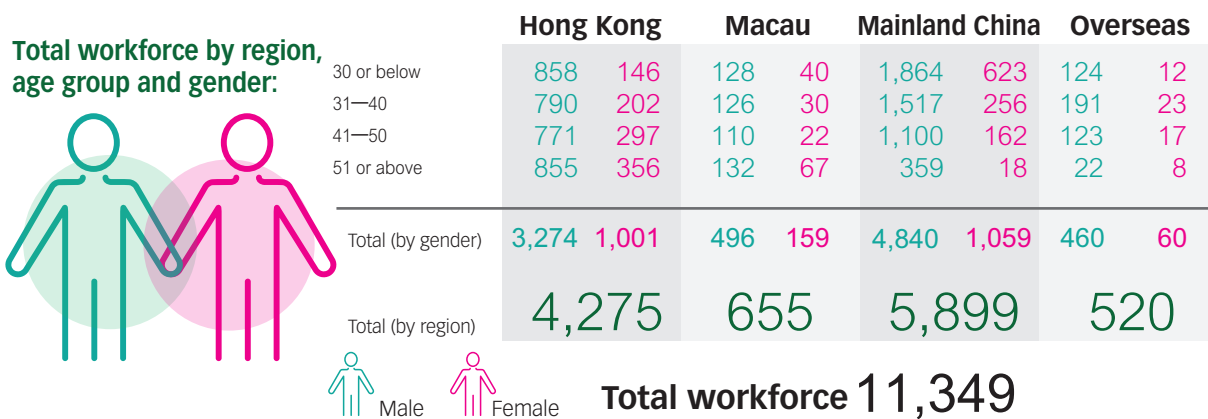 Total workforce by region,
age group and gender:
Hong Kong Macau Mainland China Overseas
30 or below 858 146 128 40 1,864 623 124 12
31—40 790 202 126 30 1,517 256 191 23
41—50 771 297 110 22 1,100 162 123 17
51 or above 855 356 132 67 359 18 22 8
Total (by gender) 3,274 1,001 496 159 4,840 1,059 460 60
Total (by region) 4,275 655 5,899 520
Male Female Total workforce 11,349